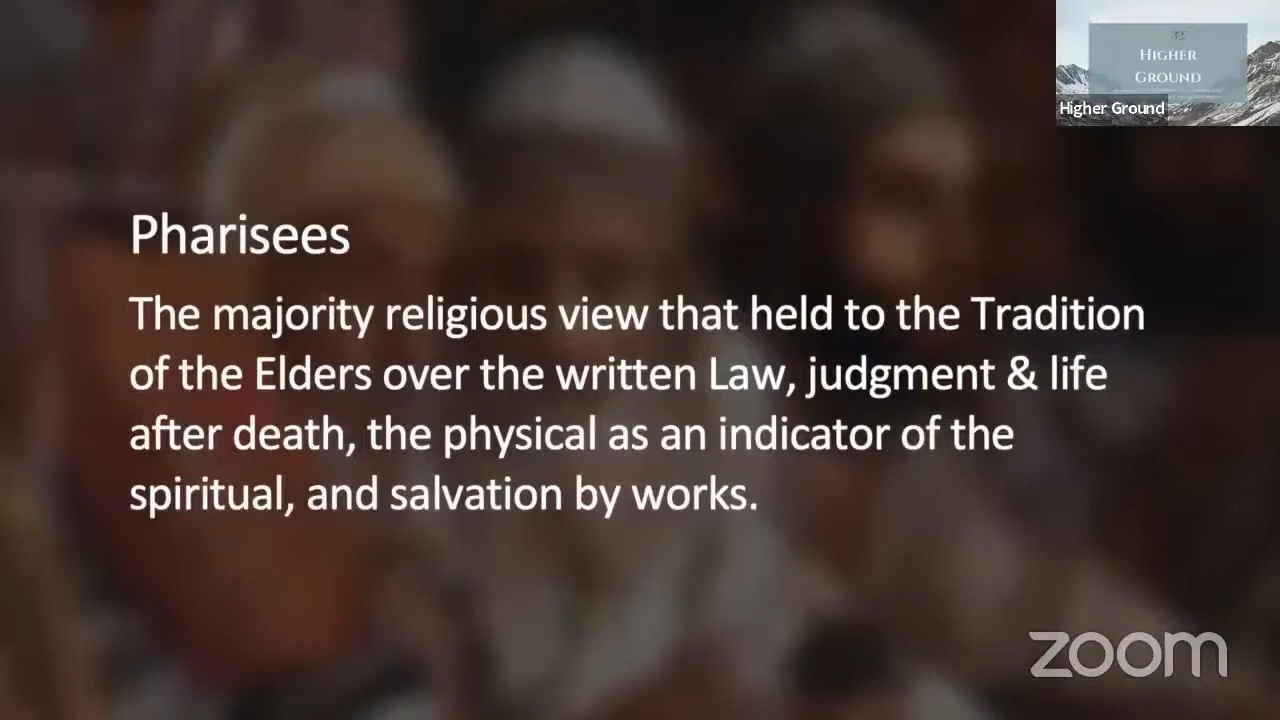 HIGHER
GROUND
Higher Ground
Pharisees
The majority religious view that held to the Tradition
of the Elders over the written Law, judgment & life
after death, the physical as an indicator of the
spiritual, and salvation by works.
zoom